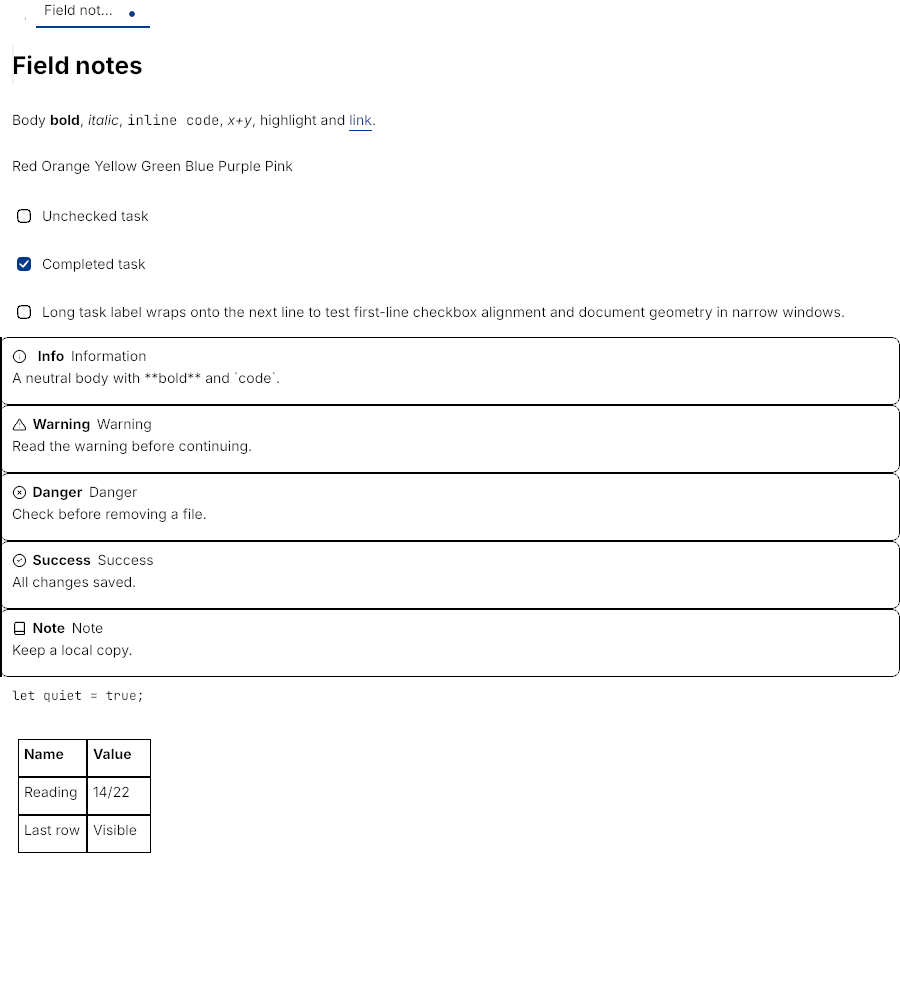 Field not...
Field notes
Body bold, italic, inline code, x+y, highlight and link.
Red Orange Yellow Green Blue Purple Pink
Unchecked task
Completed task
Long task label wraps onto the next line to test first-line checkbox alignment and document geometry in narrow windows.
Info Information
A neutral body with **bold** and `code`.
Warning Warning
Read the warning before continuing.
Danger Danger
Check before removing a file.
Success Success
All changes saved.
Note Note
Keep a local copy.
let quiet = true;
Name Value
Reading 14/22
Last row Visible